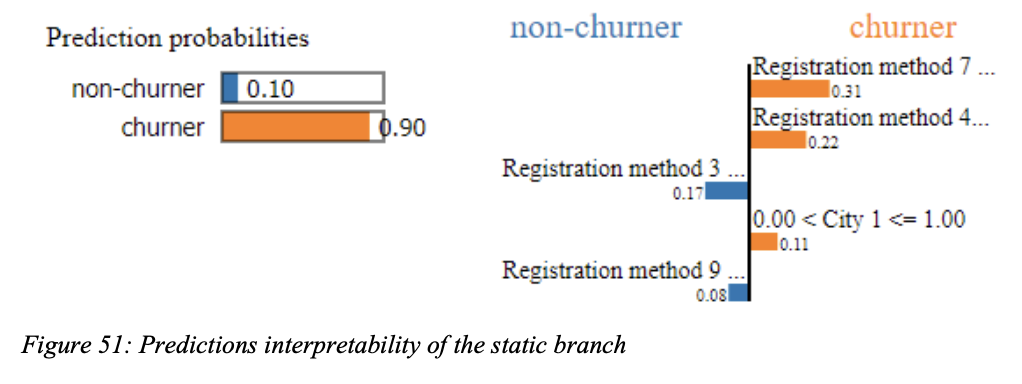 non-churner
churner
Prediction probabilities
non-churner 0.10
churner 0.90
Registration method 7 ...
0.31
Registration method 4...
0.22
Registration method 3 ...
0.17
0.00 < City 1 <= 1.00
0.11
Registration method 9 ...
0.08
Figure 51: Predictions interpretability of the static branch